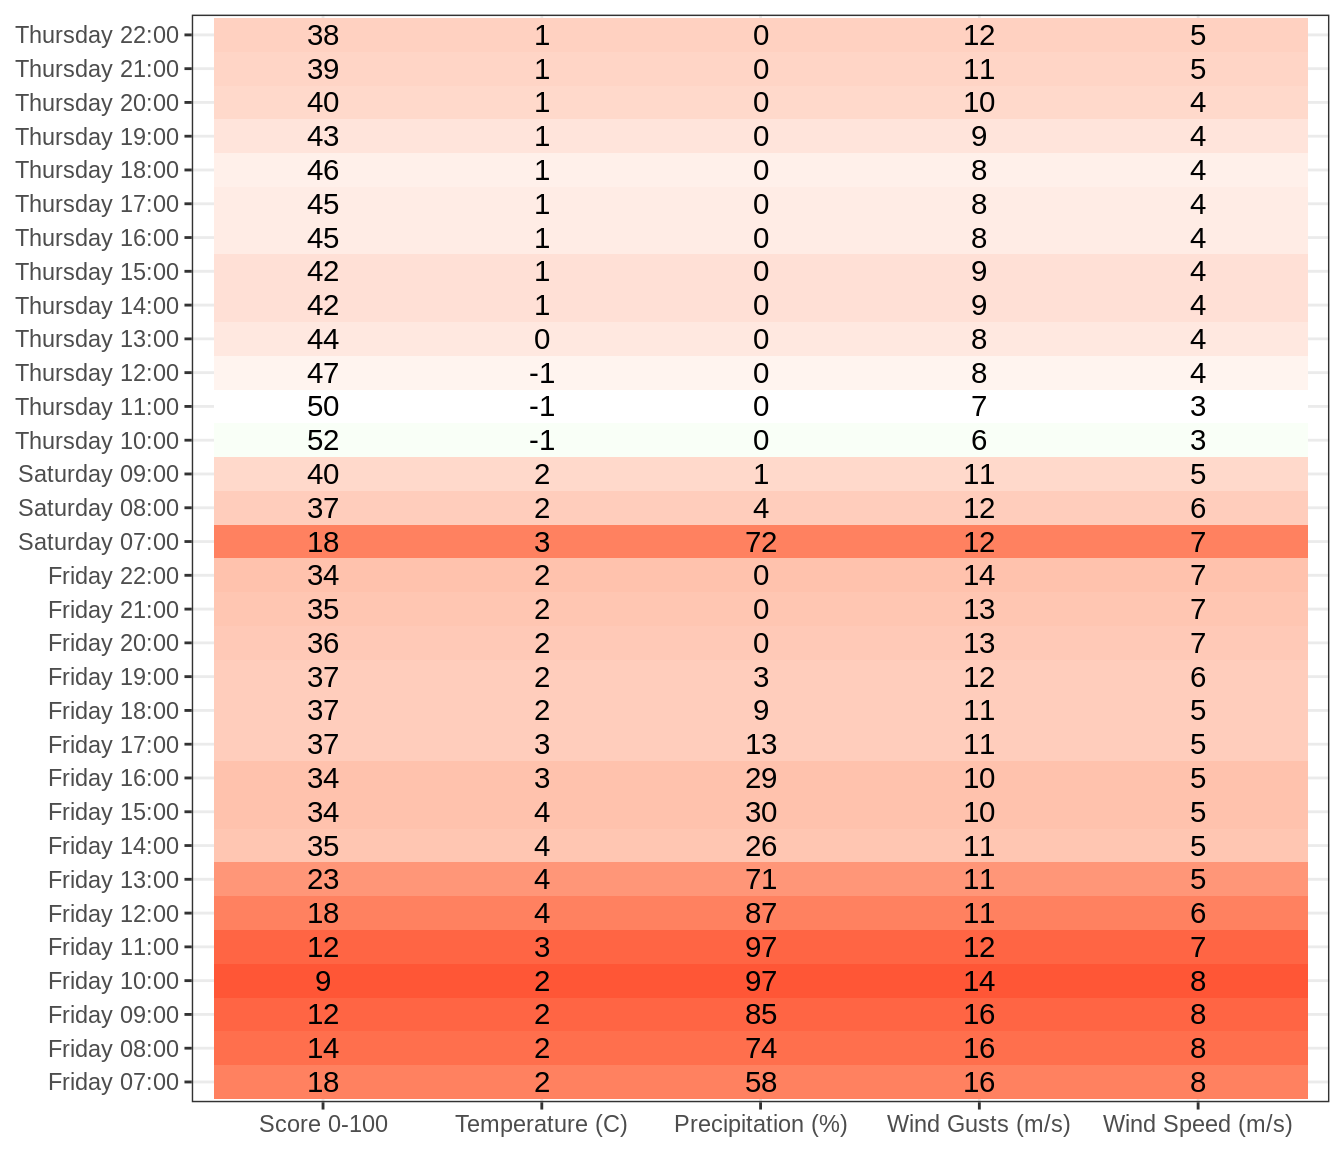 Thursday 22:00 38 1 0 12 5
Thursday 21:00 39 1 0 11 5
Thursday 20:00 40 1 0 10 4
Thursday 19:00 43 1 0 9 4
Thursday 18:00 46 1 0 8 4
Thursday 17:00 45 1 0 8 4
Thursday 16:00 45 1 0 8 4
Thursday 15:00 42 1 0 9 4
Thursday 14:00 42 1 0 9 4
Thursday 13:00 44 0 0 8 4
Thursday 12:00 47 -1 0 8 4
Thursday 11:00 50 -1 0 7 3
Thursday 10:00 52 -1 0 6 3
Saturday 09:00 40 2 1 11 5
Saturday 08:00 37 2 4 12 6
Saturday 07:00 18 3 72 12 7
Friday 22:00 34 2 0 14 7
Friday 21:00 35 2 0 13 7
Friday 20:00 36 2 0 13 7
Friday 19:00 37 2 3 12 6
Friday 18:00 37 2 9 11 5
Friday 17:00 37 3 13 11 5
Friday 16:00 34 3 29 10 5
Friday 15:00 34 4 30 10 5
Friday 14:00 35 4 26 11 5
Friday 13:00 23 4 71 11 5
Friday 12:00 18 4 87 11 6
Friday 11:00 12 3 97 12 7
Friday 10:00 9 2 97 14 8
Friday 09:00 12 2 85 16 8
Friday 08:00 14 2 74 16 8
Friday 07:00 18 2 58 16 8
Score 0-100 Temperature (C) Precipitation (%) Wind Gusts (m/s) Wind Speed (m/s)